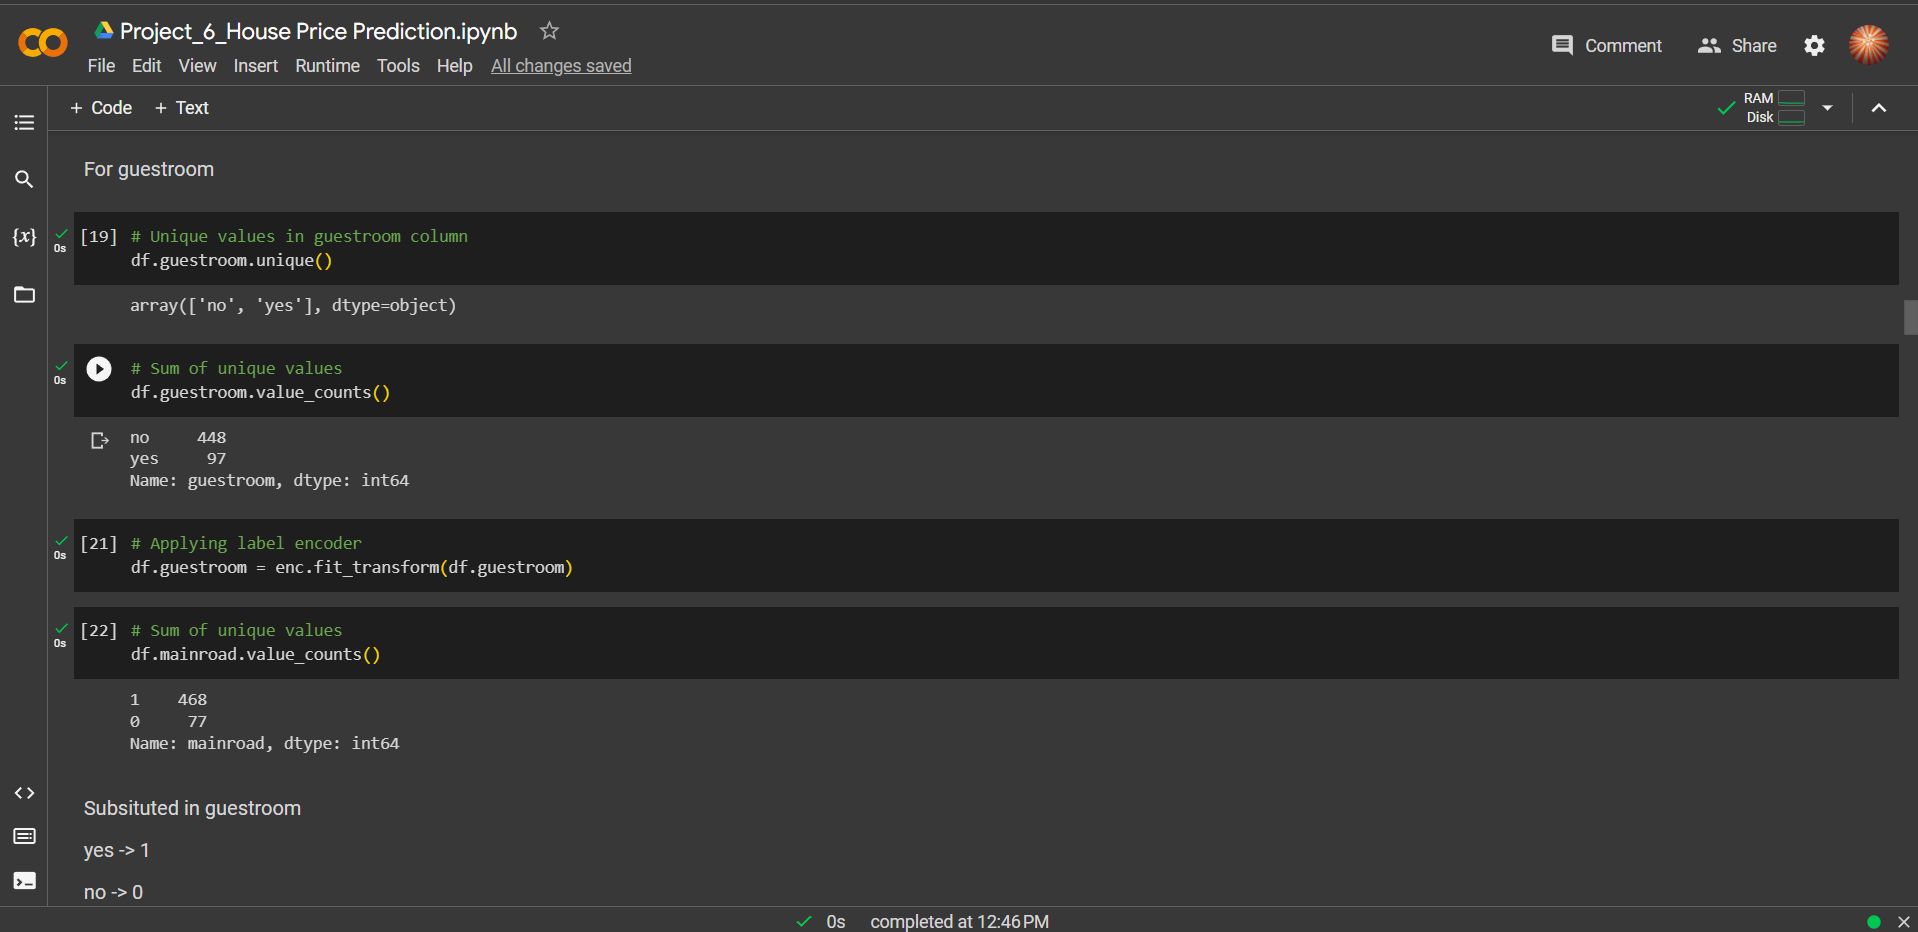 Project_6_House Price Prediction.ipynb
File Edit View Insert Runtime Tools Help All changes saved
Comment Share
+ Code + Text
RAM
Disk
For guestroom
0s
[19] # Unique values in guestroom column
df.guestroom.unique()
array(['no', 'yes'], dtype=object)
0s
# Sum of unique values
df.guestroom.value_counts()
no 448
yes 97
Name: guestroom, dtype: int64
0s
[21] # Applying label encoder
df.guestroom = enc.fit_transform(df.guestroom)
0s
[22] # Sum of unique values
df.mainroad.value_counts()
1 468
0 77
Name: mainroad, dtype: int64
Subsituted in guestroom
yes -> 1
no -> 0
0s completed at 12:46 PM